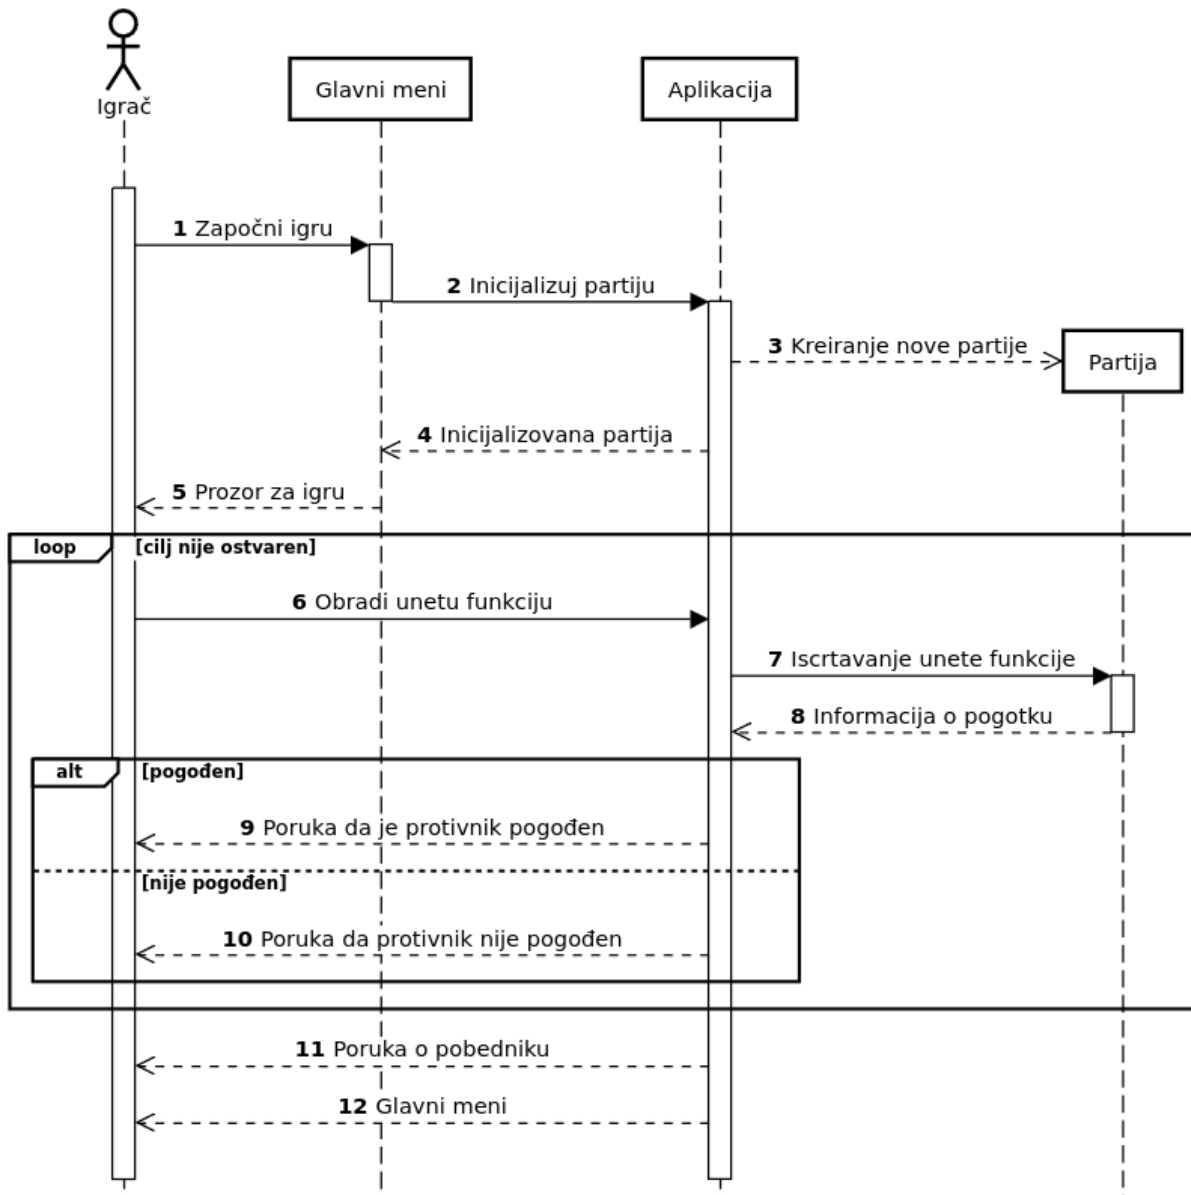 Igrač
Glavni meni
Aplikacija
1 Započni igru
2 Inicijalizuj partiju
3 Kreiranje nove partije
Partija
4 Inicijalizovana partija
5 Prozor za igru
loop [cilj nije ostvaren]
6 Obradi unetu funkciju
7 Iscrtavanje unete funkcije
8 Informacija o pogotku
alt [pogođen]
9 Poruka da je protivnik pogođen
[nije pogođen]
10 Poruka da protivnik nije pogođen
11 Poruka o pobedniku
12 Glavni meni